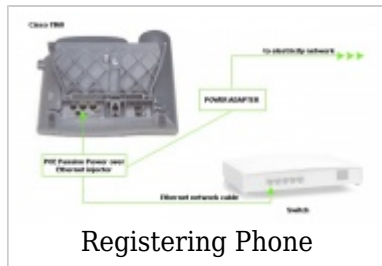 Cisco 7960
to electricity network
POWER ADAPTER
POE Passive Power over
Ethernet injector
Ethernet network cable
Switch
Registering Phone